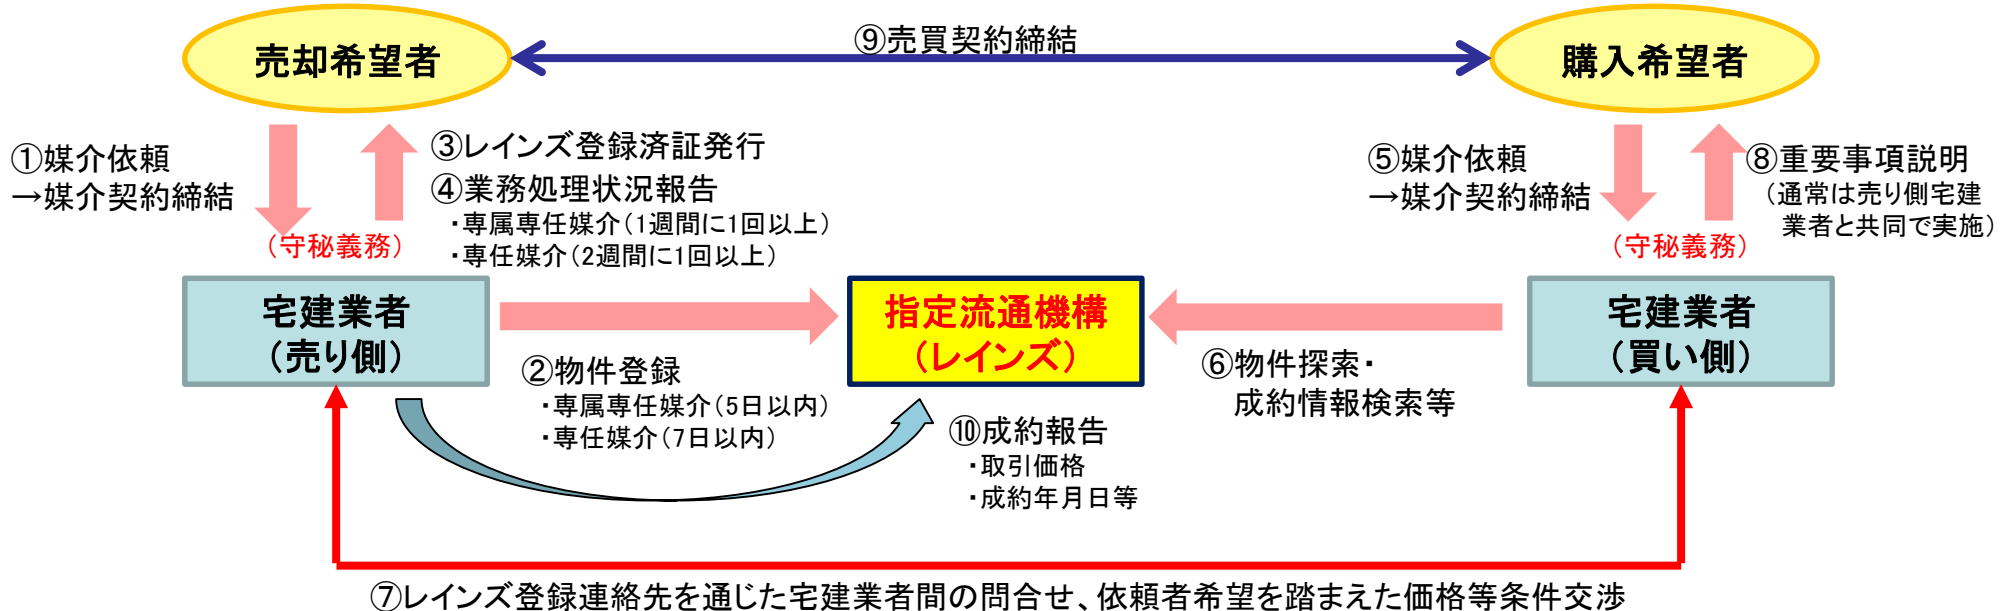 売却希望者
⑨売買契約締結
購入希望者
①媒介依頼
→媒介契約締結
③レインズ登録済証発行
④業務処理状況報告
・専属専任媒介(1週間に1回以上)
・専任媒介(2週間に1回以上)
(守秘義務)
⑤媒介依頼
→媒介契約締結
⑧重要事項説明
(通常は売り側宅建
業者と共同で実施)
(守秘義務)
宅建業者
(売り側)
指定流通機構
(レインズ)
宅建業者
(買い側)
②物件登録
・専属専任媒介(5日以内)
・専任媒介(7日以内)
⑥物件探索・
成約情報検索等
⑩成約報告
・取引価格
・成約年月日等
⑦レインズ登録連絡先を通じた宅建業者間の問合せ、依頼者希望を踏まえた価格等条件交渉